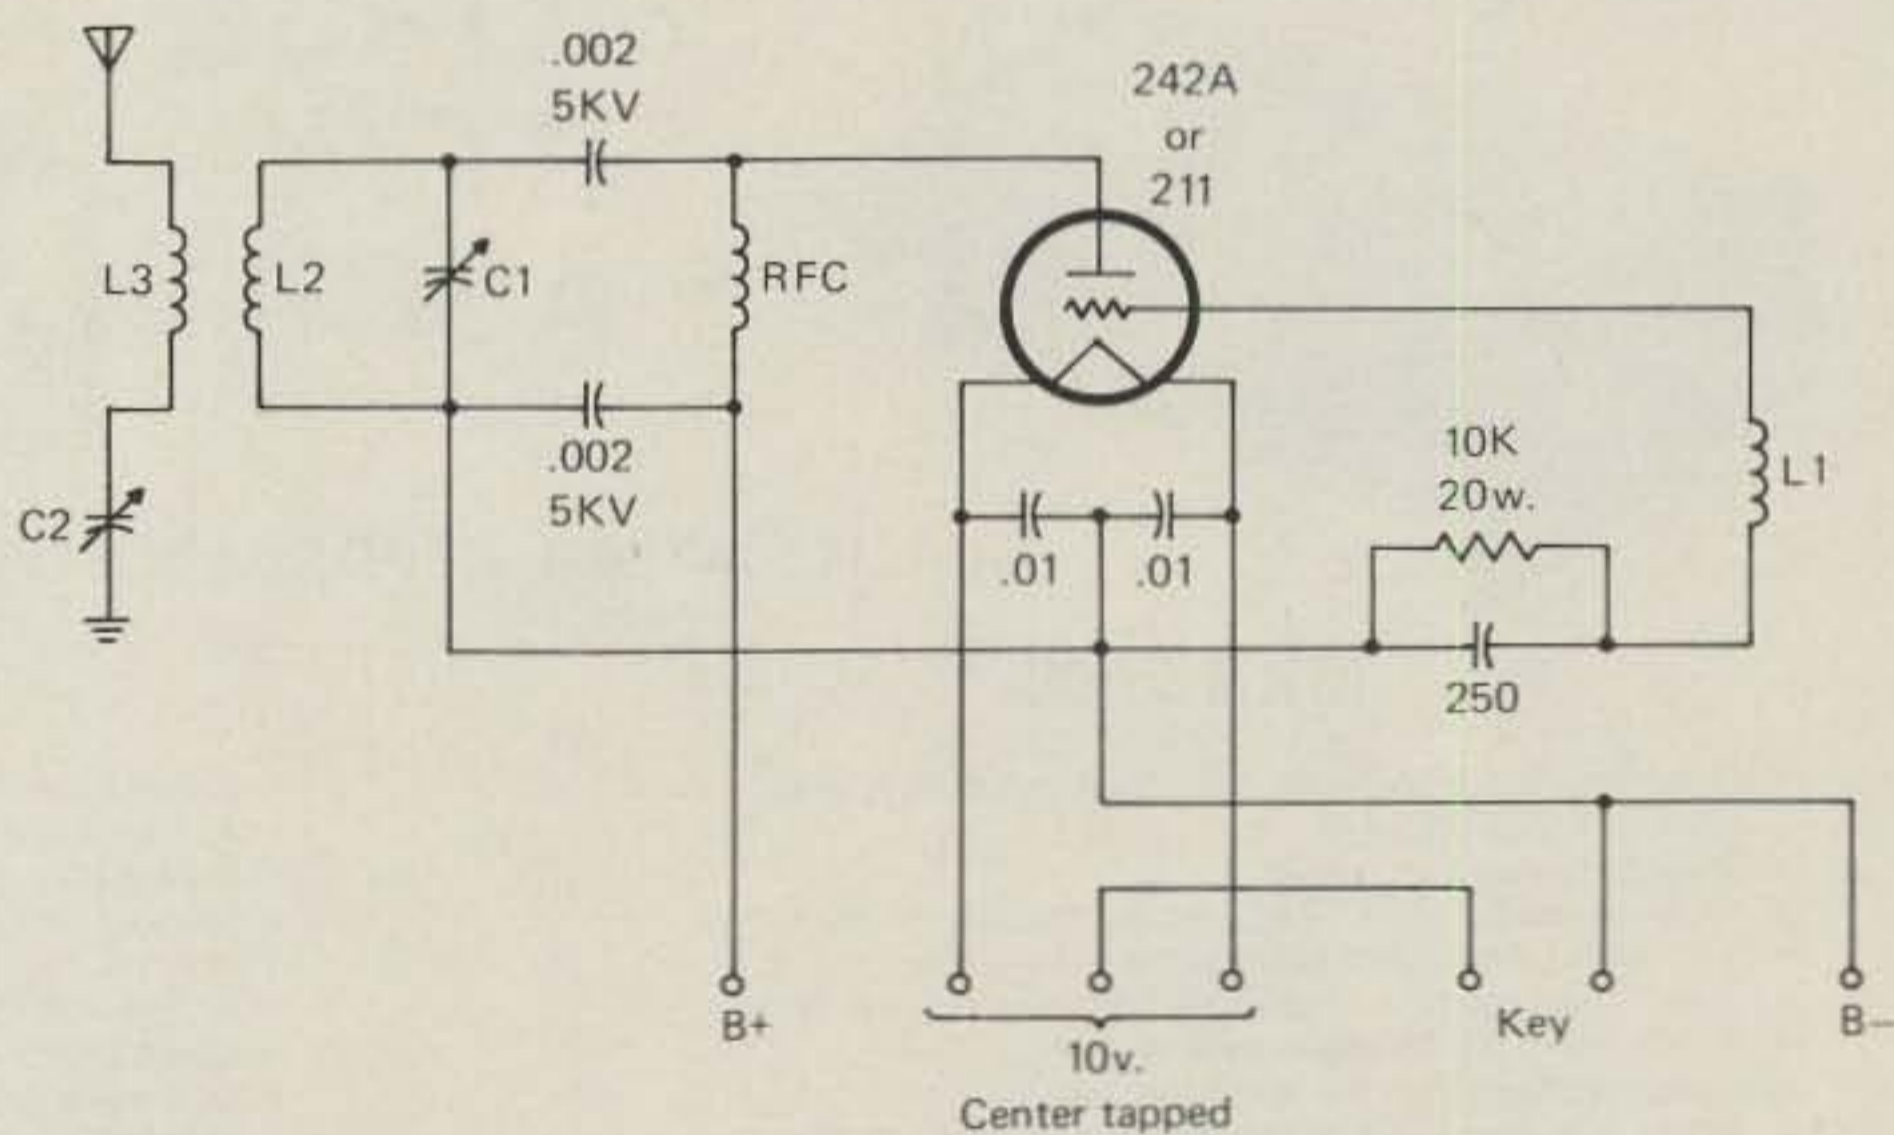 .002
5KV
242A
or
211
L3
L2
C1
RFC
.002
5KV
C2
10K
20w.
L1
.01
.01
250
B+
Key
B-
10v.
Center tapped